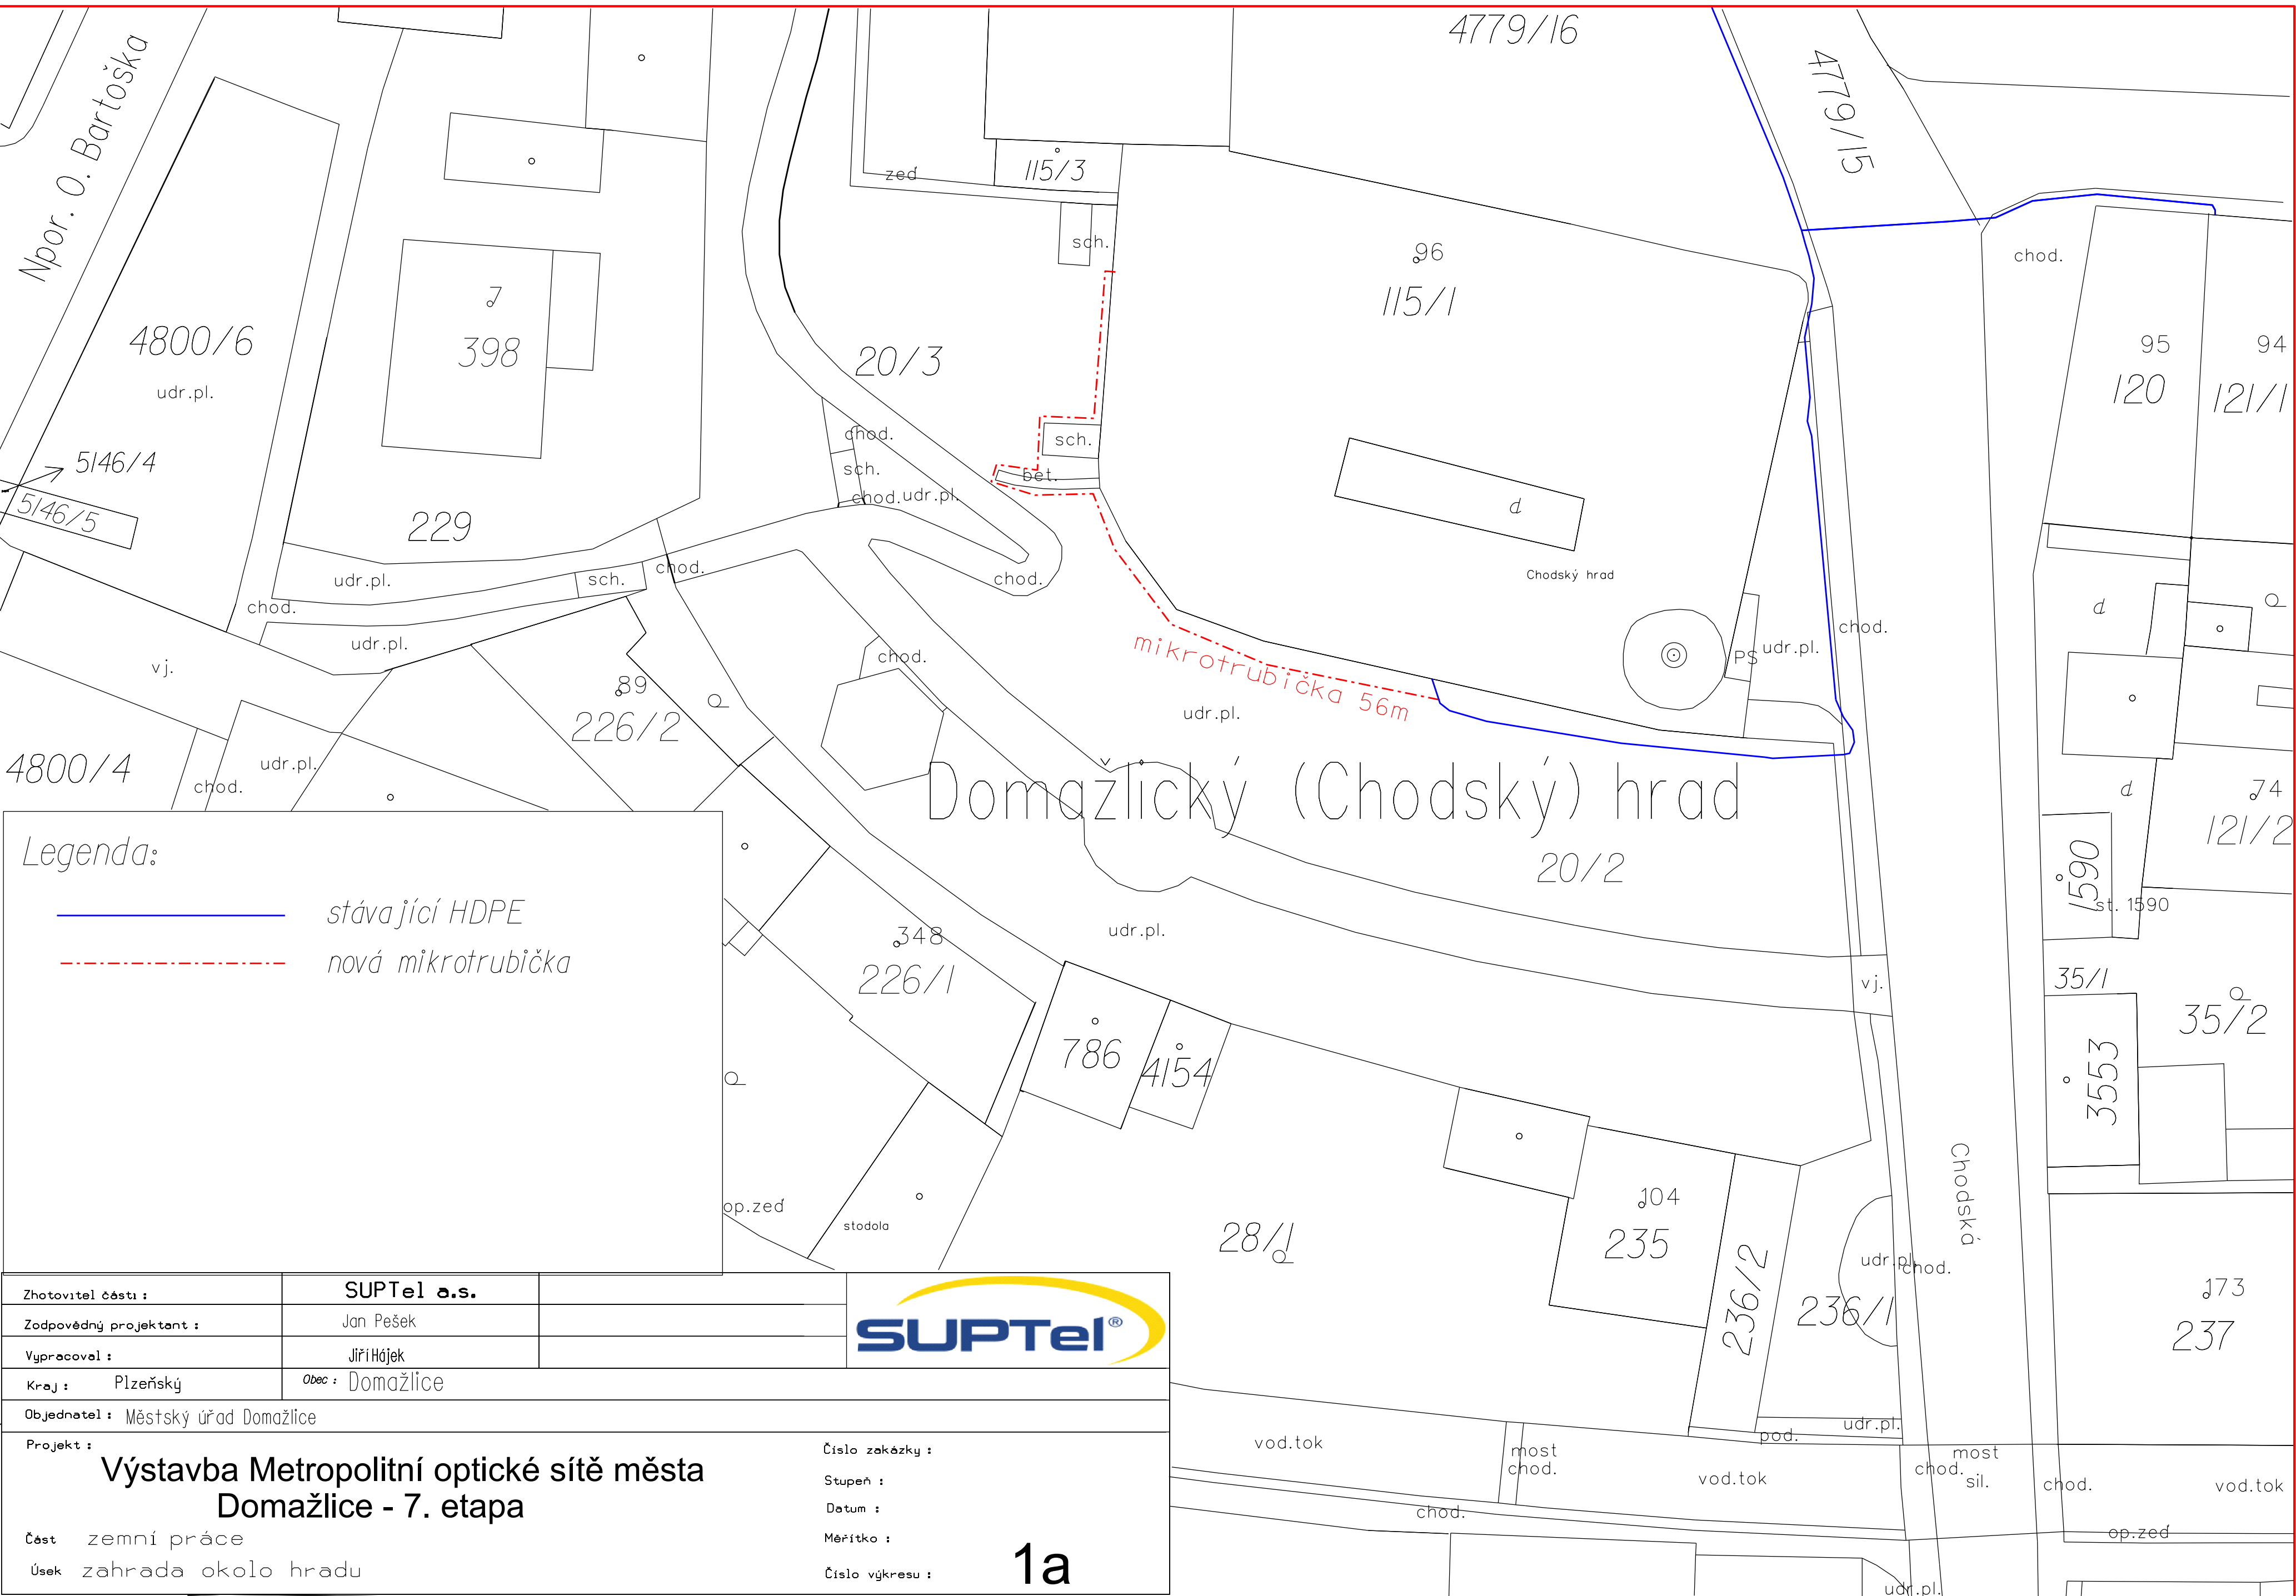 4779/16
Npor. O. Bartoška
4779/15
zeď
115/3
sch.
96
115/1
chod.
4800/6
udr.pl.
7
398
20/3
95
120
94
121/1
5146/4
5146/5
229
chod.
sch.
chod.
udr.pl.
sch.
bet.
d
Chodský hrad
udr.pl.
sch.
chod.
chod.
chod.
udr.pl.
vj.
mikrotrubička 56m
PS
udr.pl.
chod.
d
89
226/2
chod.
udr.pl.
4800/4
udr.pl.
chod.
Domažlický (Chodský) hrad
20/2
d
74
121/2
1590
st. 1590
Legenda:
stávající HDPE
nová mikrotrubička
348
226/1
udr.pl.
vj.
35/1
35/2
3553
786
4154
op.zeď
stodola
28/1
104
235
236/2
236/1
udr.pl.
chod.
Chodská
173
237
Zhotovitel části :
SUPTel a.s.
Zodpovědný projektant :
Jan Pešek
Vypracoval :
Jiří Hájek
SUPTel®
Kraj :
Plzeňský
Obec :
Domažlice
Objednatel :
Městský úřad Domažlice
Projekt :
Výstavba Metropolitní optické sítě města
Domažlice - 7. etapa
Část
zemní práce
Úsek
zahrada okolo hradu
Číslo zakázky :
Stupeň :
Datum :
Měřítko :
Číslo výkresu :
1a
vod.tok
most
chod.
vod.tok
pod.
udr.pl.
chod.
most
sil.
chod.
vod.tok
chod.
op.zeď
udr.pl.